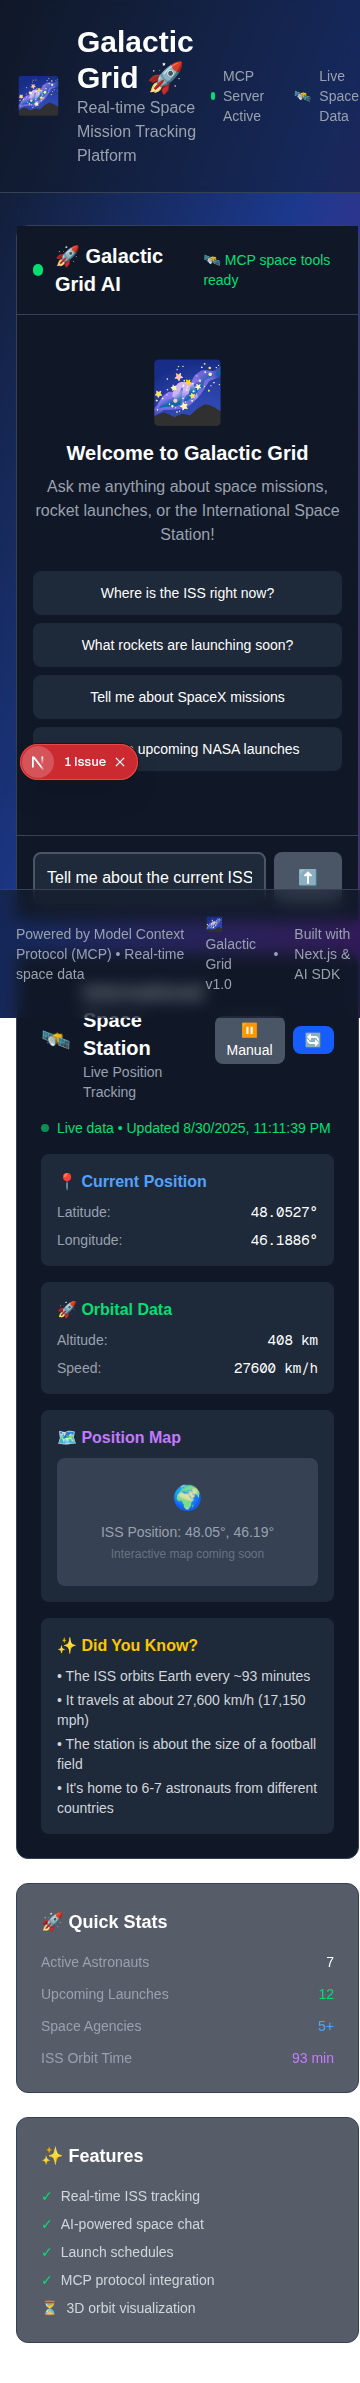 Galactic
Grid 🚀
Real-time Space
Mission Tracking
Platform
MCP
Server
Active
🛰️ Live
Space
Data
🚀 Galactic
Grid AI
🛰️ MCP space tools
ready
Welcome to Galactic Grid
Ask me anything about space missions,
rocket launches, or the International Space
Station!
Where is the ISS right now?
What rockets are launching soon?
Tell me about SpaceX missions
upcoming NASA launches
N 1 Issue ×
Tell me about the current ISS
⬆️
Powered by Model Context
Protocol (MCP) • Real-time
space data
🌌
Galactic
Grid
v1.0
•
Built with
Next.js &
AI SDK
Space
Station
Live Position
Tracking
⏸️
Manual
🔄
Live data • Updated 8/30/2025, 11:11:39 PM
📍 Current Position
Latitude: 48.0527°
Longitude: 46.1886°
🚀 Orbital Data
Altitude: 408 km
Speed: 27600 km/h
🗺️ Position Map
🌍
ISS Position: 48.05°, 46.19°
Interactive map coming soon
✨ Did You Know?
• The ISS orbits Earth every ~93 minutes
• It travels at about 27,600 km/h (17,150
mph)
• The station is about the size of a football
field
• It's home to 6-7 astronauts from different
countries
🚀 Quick Stats
Active Astronauts 7
Upcoming Launches 12
Space Agencies 5+
ISS Orbit Time 93 min
✨ Features
✓ Real-time ISS tracking
✓ AI-powered space chat
✓ Launch schedules
✓ MCP protocol integration
⏳ 3D orbit visualization